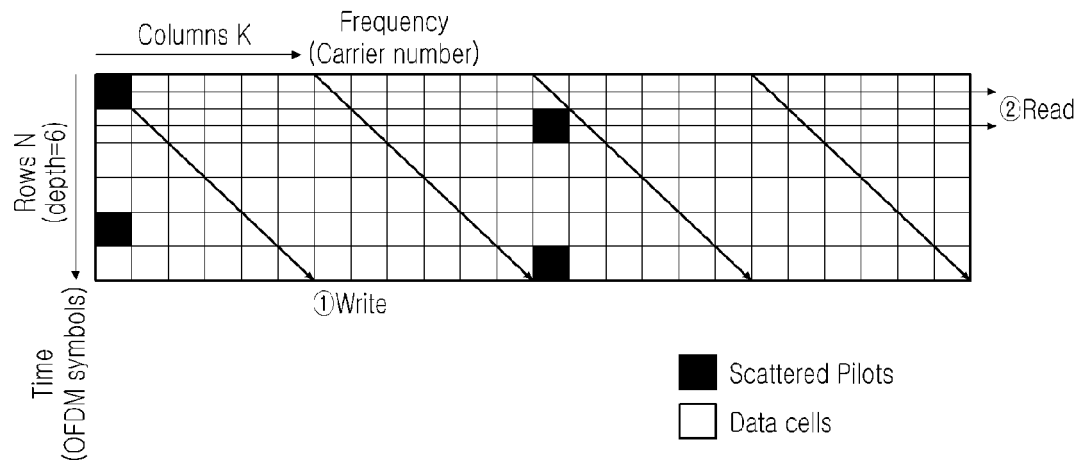 Columns K
Frequency
(Carrier number)
②Read
Rows N
(depth=6)
①Write
Time
(OFDM symbols)
Scattered Pilots
Data cells